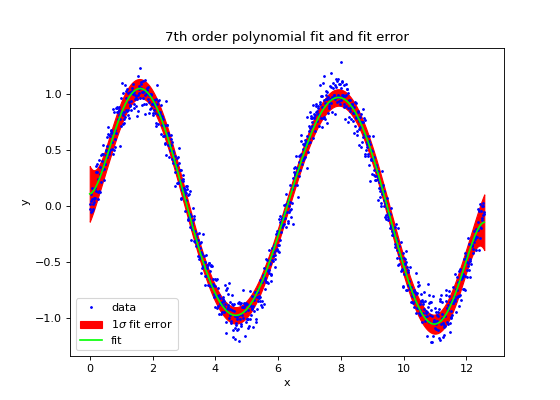 7th order polynomial fit and fit error
1.0
0.5
0.0
−0.5
−1.0
y
data
1σ fit error
fit
0 2 4 6 8 10 12
x